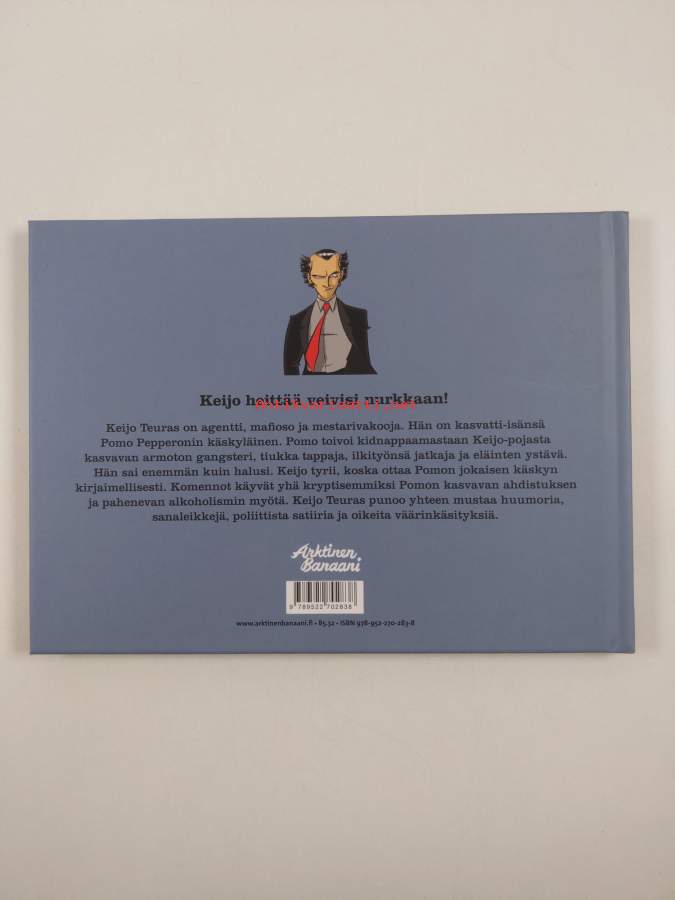 Keijo heittää veivisi nurkkaan!
antikvariaatti.net
Keijo Teuras on agentti, mafioso ja mestarivakooja. Hän on kasvatti-isänsä
Pomo Pepperonin käskyläinen. Pomo toivoi kidnappaamastaan Keijo-pojasta
kasvavan armoton gangsteri, tiukka tappaja, ilkityönsä jatkaja ja eläinten ystävä.
Hän sai enemmän kuin halusi. Keijo tyrii, koska ottaa Pomon jokaisen käskyn
kirjaimellisesti. Komennot käyvät yhä kryptisemmiksi Pomon kasvavan ahdistuksen
ja pahenevan alkoholismin myötä. Keijo Teuras punoo yhteen mustaa huumoria,
sanaleikkejä, poliittista satiiria ja oikeita väärinkäsityksiä.
Arktinen
Banaani
9 789522 702838
www.arktinenbanaani.fi • 85.32 • ISBN 978-952-270-283-8